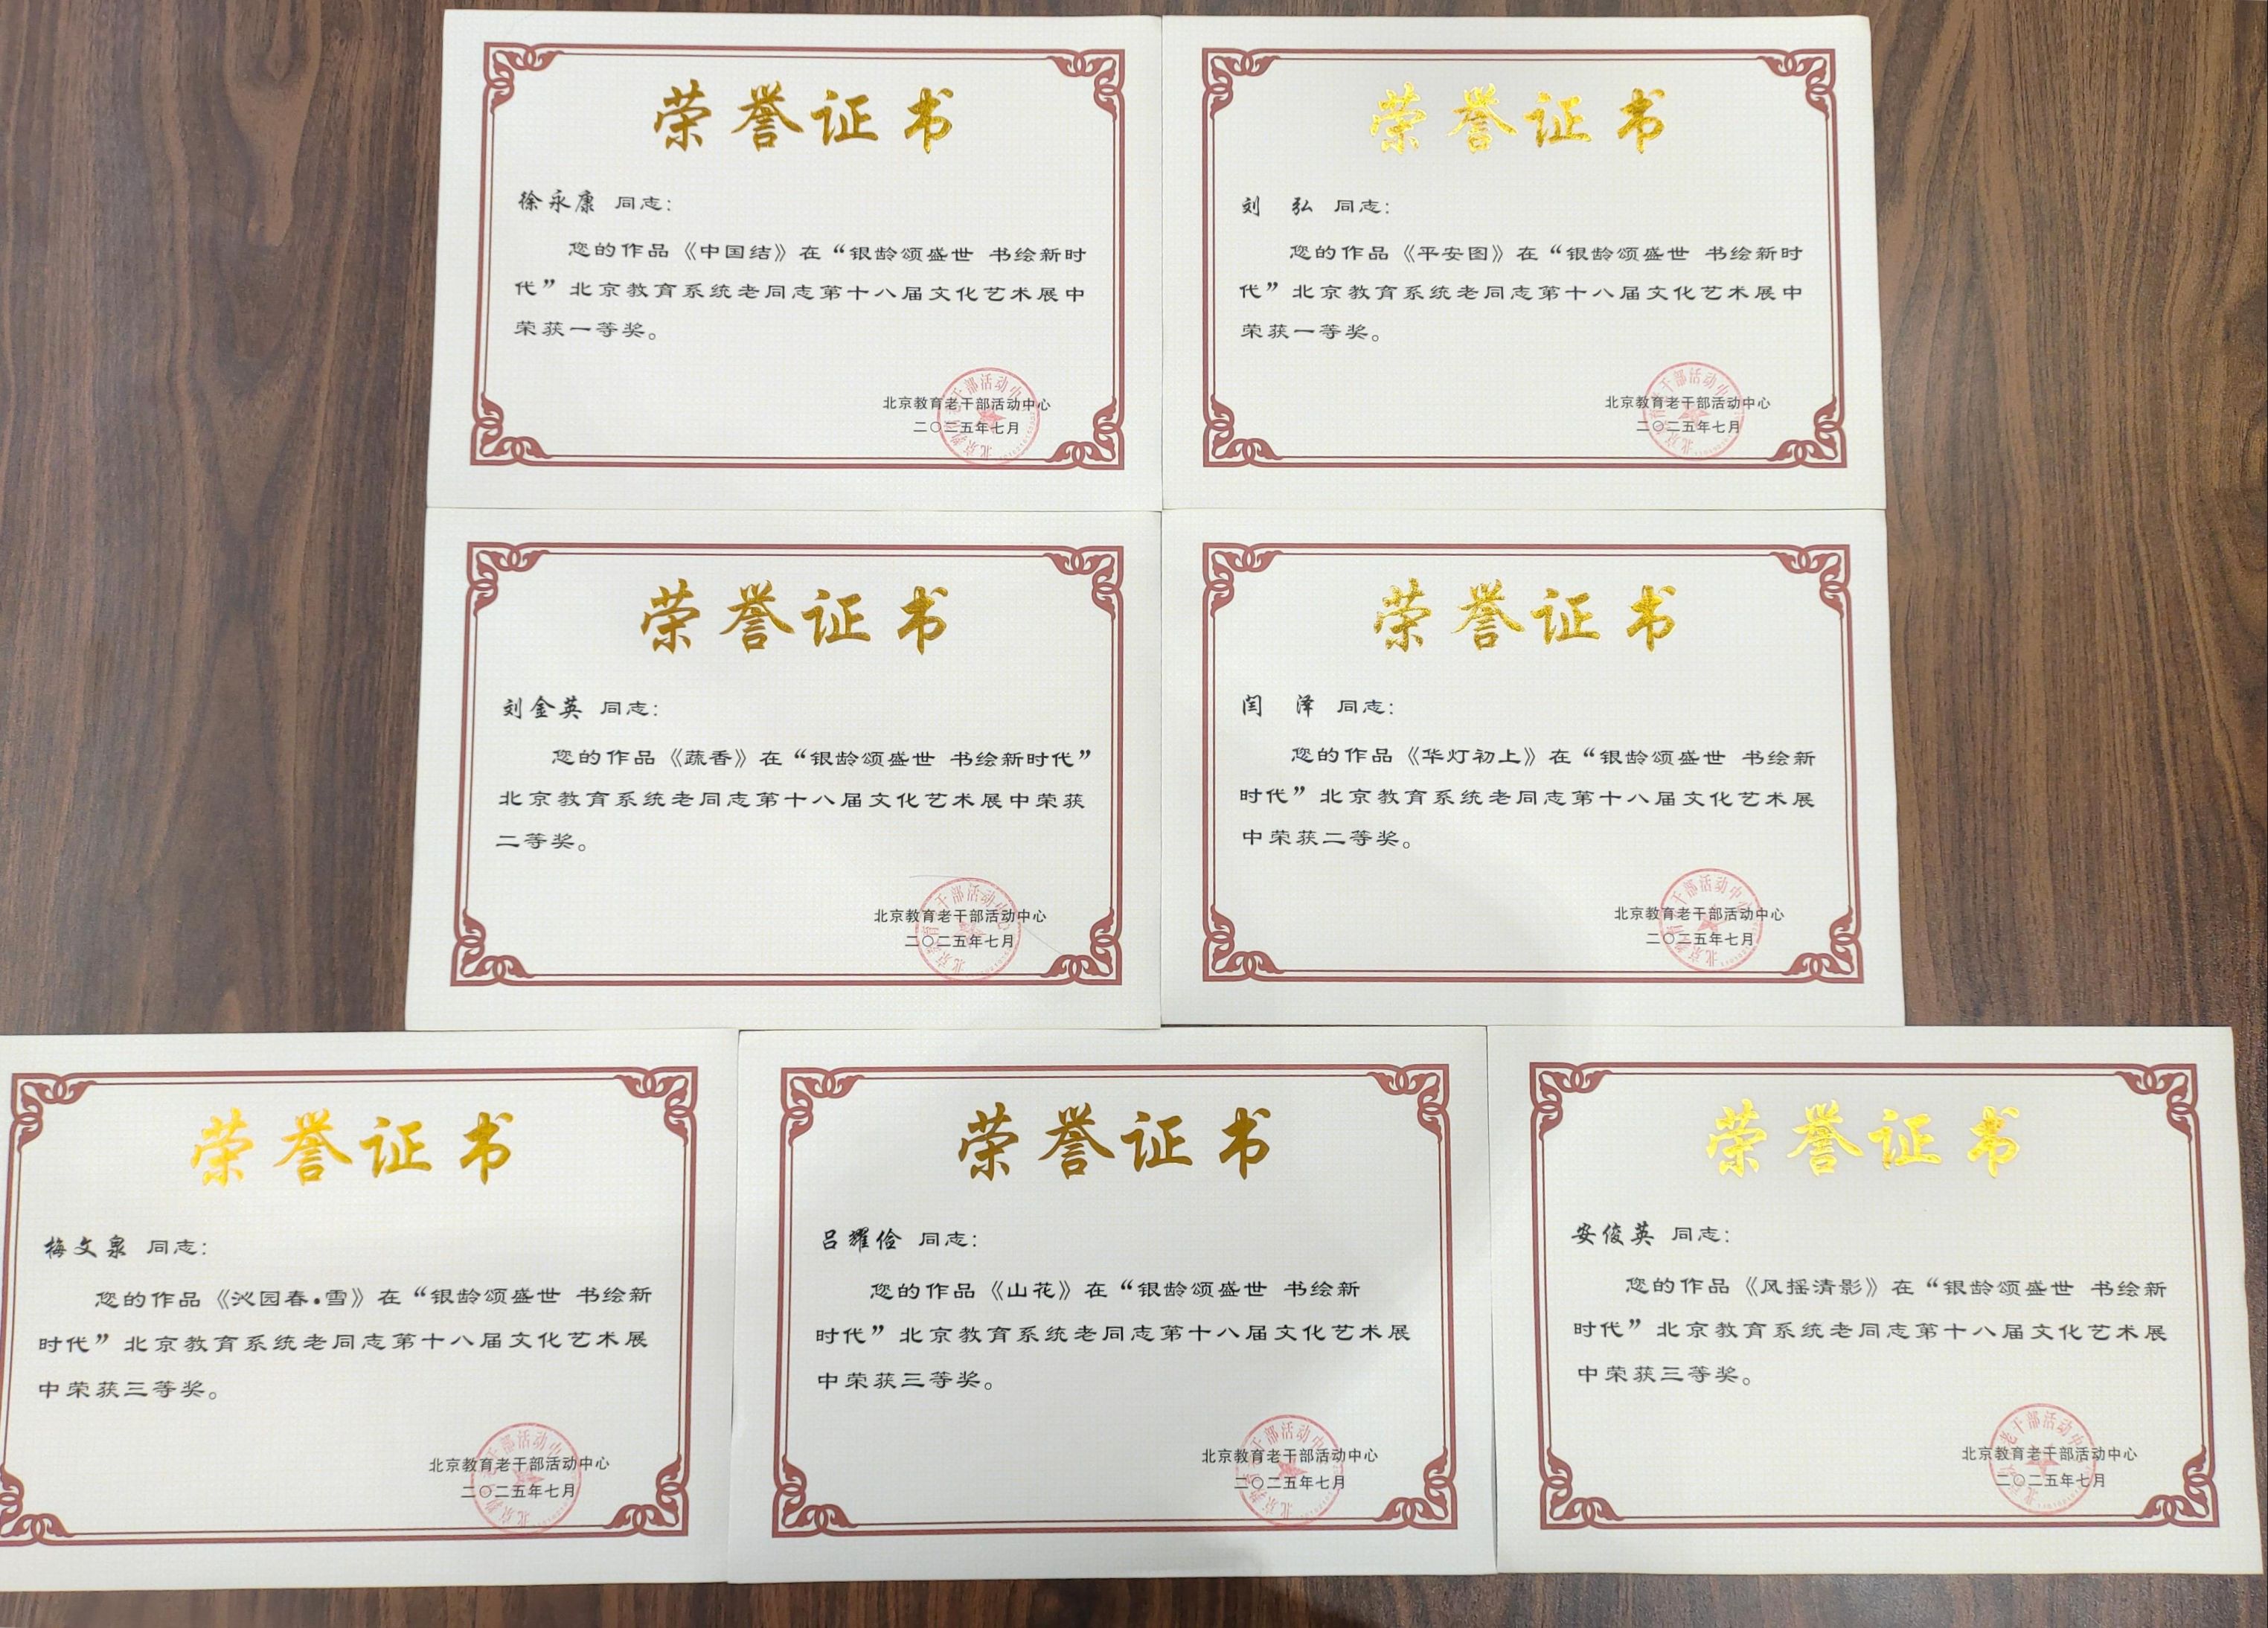 荣誉证书
徐永康 同志：
您的作品《中国结》在“银龄颂盛世 书绘新时
代”北京教育系统老同志第十八届文化艺术展中
荣获一等奖。
北京教育老干部活动中心
二〇二五年七月
荣誉证书
刘 弘 同志：
您的作品《平安图》在“银龄颂盛世 书绘新时
代”北京教育系统老同志第十八届文化艺术展中
荣获一等奖。
北京教育老干部活动中心
二〇二五年七月
荣誉证书
刘金英 同志：
您的作品《蔬香》在“银龄颂盛世 书绘新时代”
北京教育系统老同志第十八届文化艺术展中荣获
二等奖。
北京教育老干部活动中心
二〇二五年七月
荣誉证书
闫 泽 同志：
您的作品《华灯初上》在“银龄颂盛世 书绘新
时代”北京教育系统老同志第十八届文化艺术展
中荣获二等奖。
北京教育老干部活动中心
二〇二五年七月
荣誉证书
梅文泉 同志：
您的作品《沁园春•雪》在“银龄颂盛世 书绘新
时代”北京教育系统老同志第十八届文化艺术展
中荣获三等奖。
北京教育老干部活动中心
二〇二五年七月
荣誉证书
吕耀俭 同志：
您的作品《山花》在“银龄颂盛世 书绘新
时代”北京教育系统老同志第十八届文化艺术展
中荣获三等奖。
北京教育老干部活动中心
二〇二五年七月
荣誉证书
安俊英 同志：
您的作品《风摇清影》在“银龄颂盛世 书绘新
时代”北京教育系统老同志第十八届文化艺术展
中荣获三等奖。
北京教育老干部活动中心
二〇二五年七月